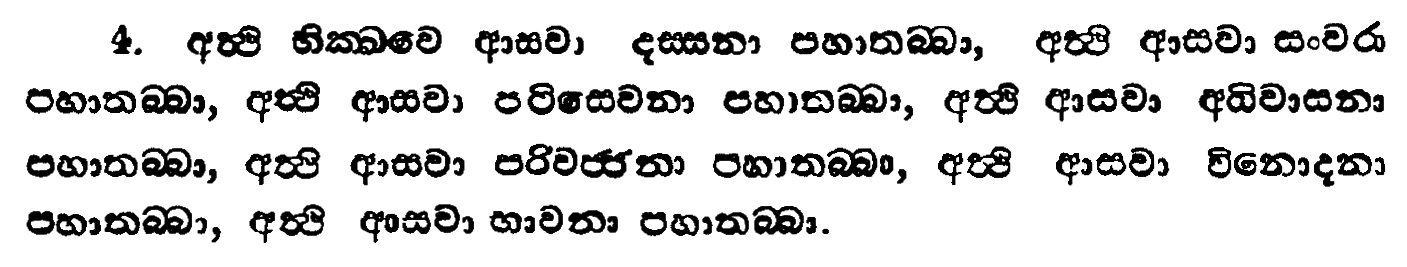 4. අත්‍ථි භික්‍ඛවෙ ආසවා දස්සනා පහාතබ්බා, අත්‍ථි ආසවා සංවරා
පහාතබ්බා, අත්‍ථි ආසවා පටිසෙවනා පහාතබ්බා, අත්‍ථි ආසවා අධිවාසනා
පහාතබ්බා, අත්‍ථි ආසවා පරිවජ්ජනා පහාතබ්බා, අත්‍ථි ආසවා විනොදනා
පහාතබ්බා, අත්‍ථි ආසවා භාවනා පහාතබ්බා.